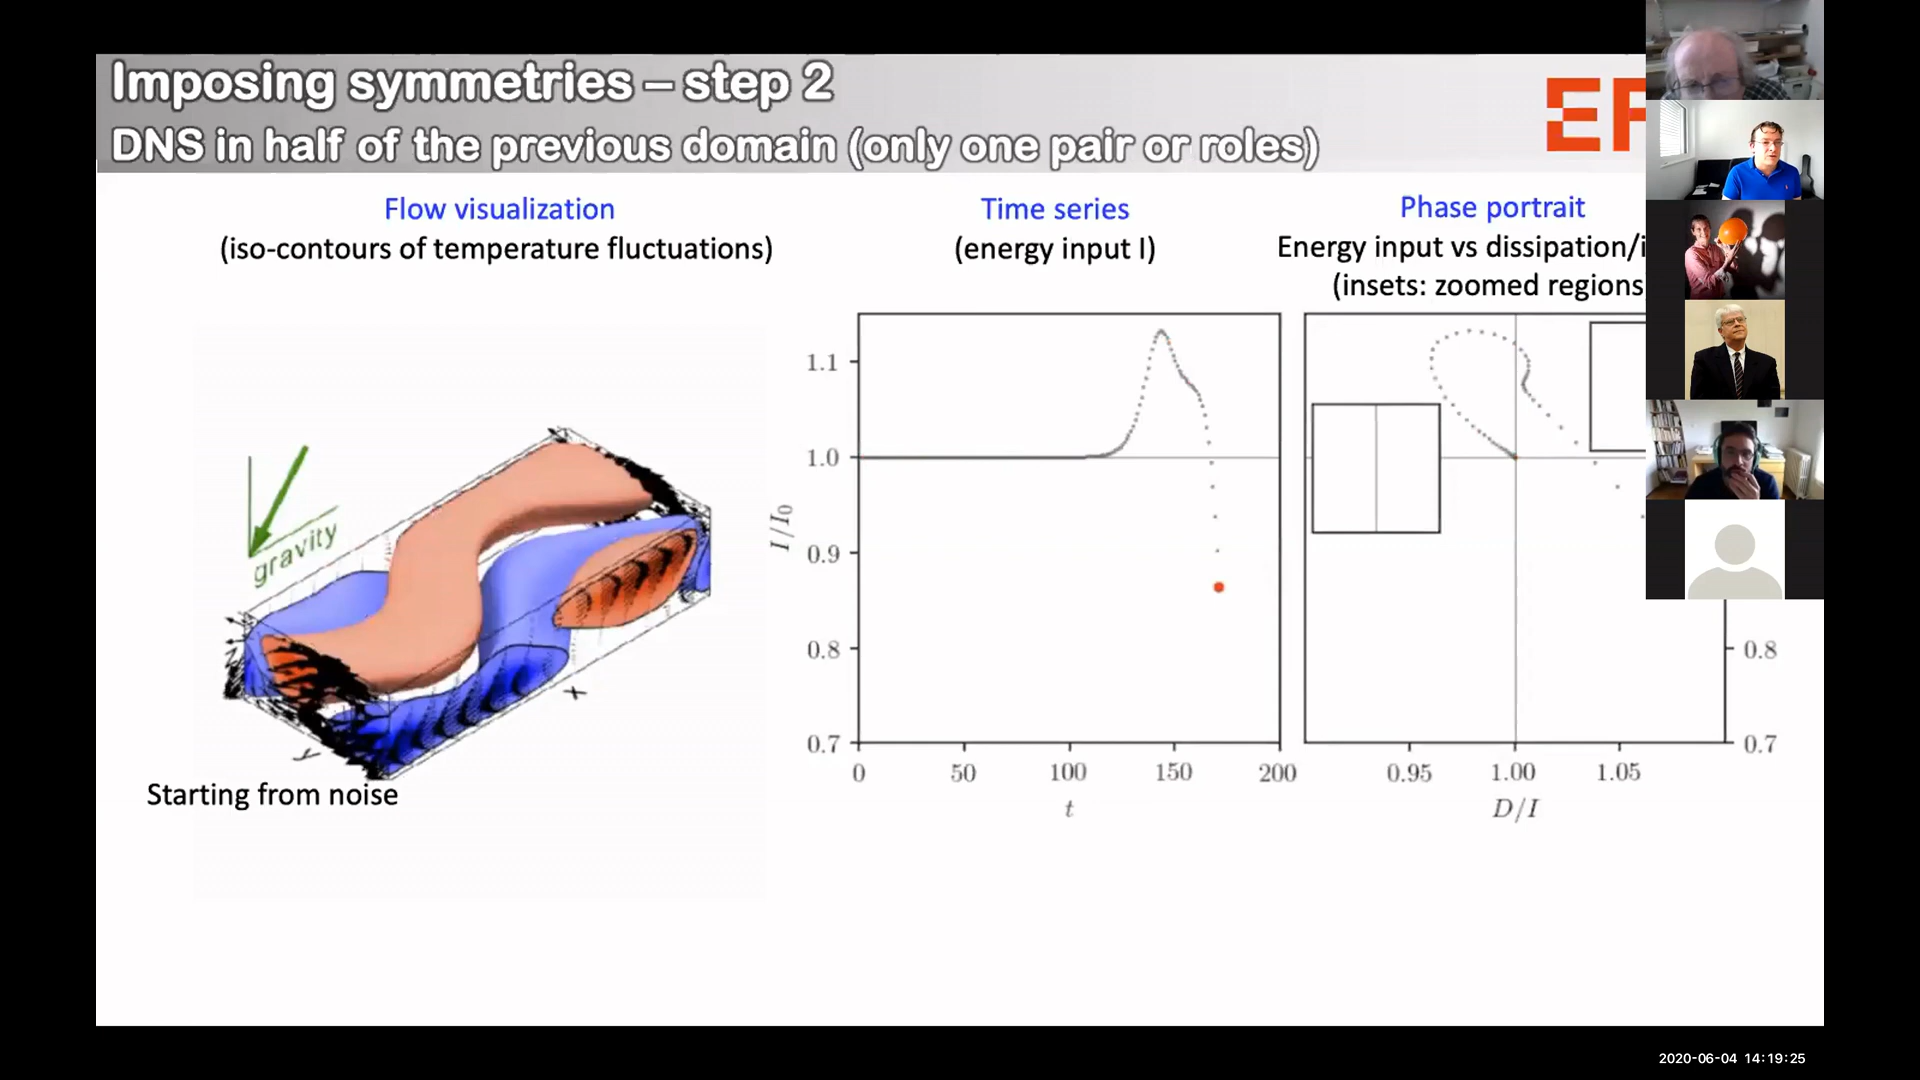 Imposing symmetries – step 2
DNS in half of the previous domain (only one pair or roles)
EP
Flow visualization
(iso-contours of temperature fluctuations)
Time series
(energy input I)
Phase portrait
Energy input vs dissipation/i
(insets: zoomed regions
gravity
z
y
x
Starting from noise
I/I0
1.1
1.0
0.9
0.8
0.7
0
50
100
150
200
t
0.95
1.00
1.05
D/I
0.8
0.7
2020-06-04 14:19:25